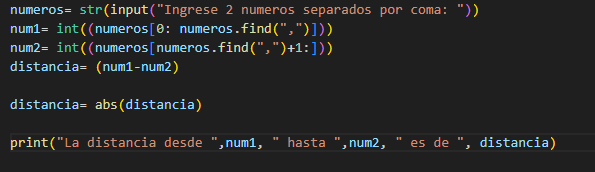 numeros= str(input("Ingrese 2 numeros separados por coma: "))
num1= int((numeros[0: numeros.find(",")]))
num2= int((numeros[numeros.find(",")+1:]))
distancia= (num1-num2)
distancia= abs(distancia)
print("La distancia desde ",num1, " hasta ",num2, " es de ", distancia)